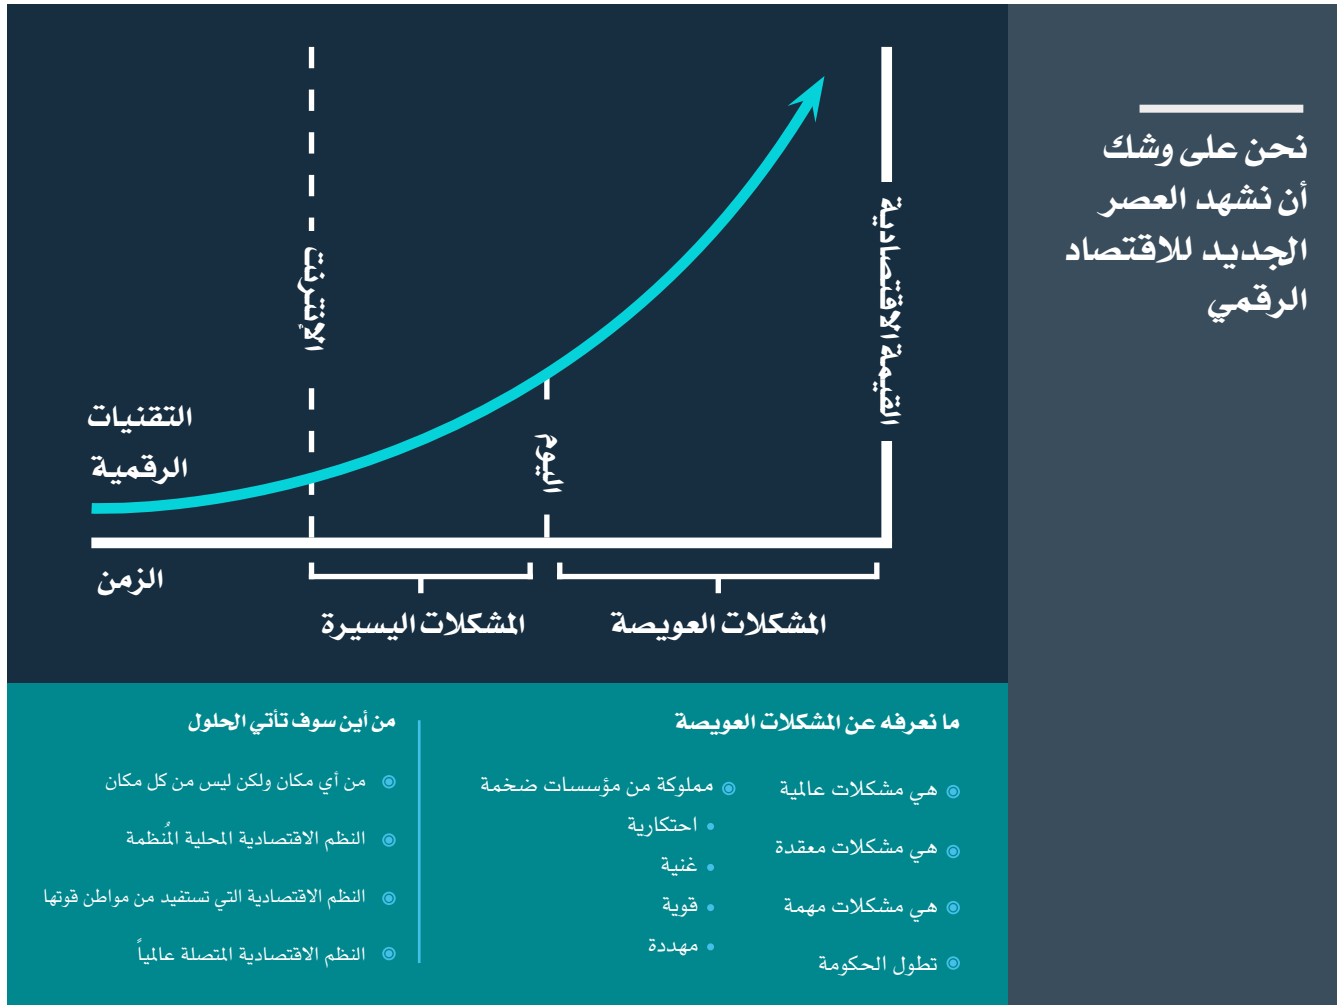 نحن على وشك
أن نشهد العصر
الجديد للاقتصاد
الرقمي
القيمة الاقتصادية
الإنترنت
اليوم
التقنيات
الرقمية
الزمن
المشكلات العويصة
المشكلات اليسيرة
ما نعرفه عن المشكلات العويصة
هي مشكلات عالمية
هي مشكلات معقدة
هي مشكلات مهمة
تطول الحكومة
مملوكة من مؤسسات ضخمة
احتكارية
غنية
قوية
مهددة
من أين سوف تأتي الحلول
من أي مكان ولكن ليس من كل مكان
النظم الاقتصادية المحلية المُنظمة
النظم الاقتصادية التي تستفيد من مواطن قوتها
النظم الاقتصادية المتصلة عالمياً